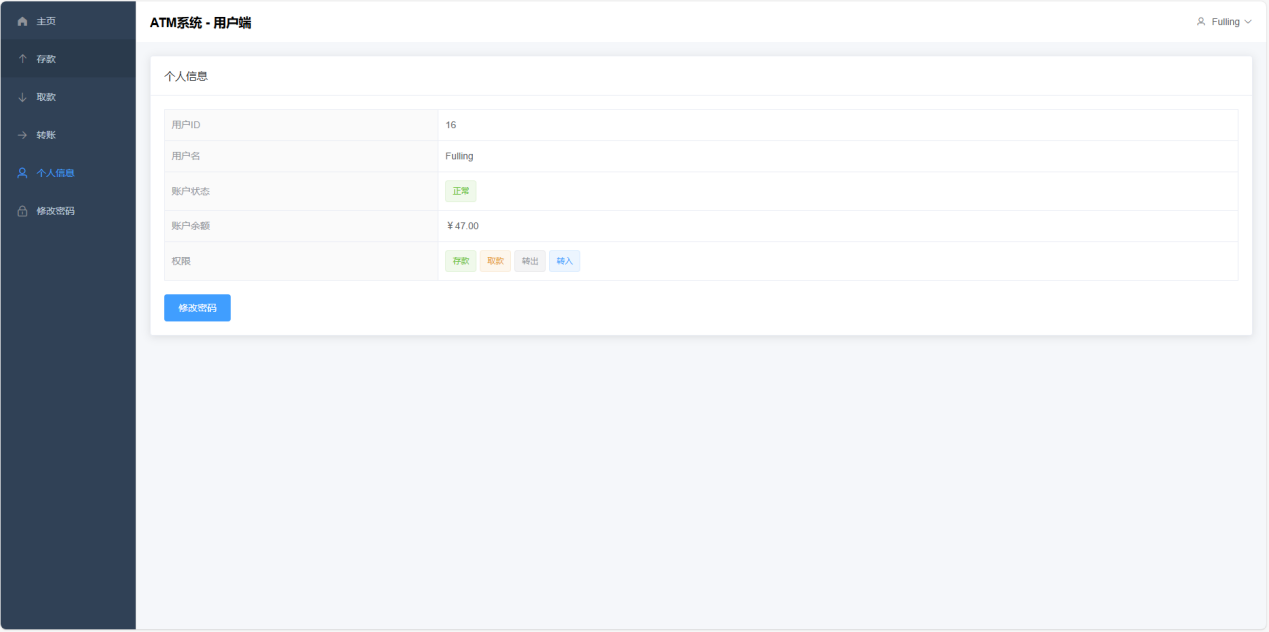 主页
存款
取款
转账
个人信息
修改密码
ATM系统 - 用户端
Fulling
个人信息
用户ID 16
用户名 Fulling
账户状态 正常
账户余额 ¥ 47.00
权限 存款 取款 转出 转入
修改密码